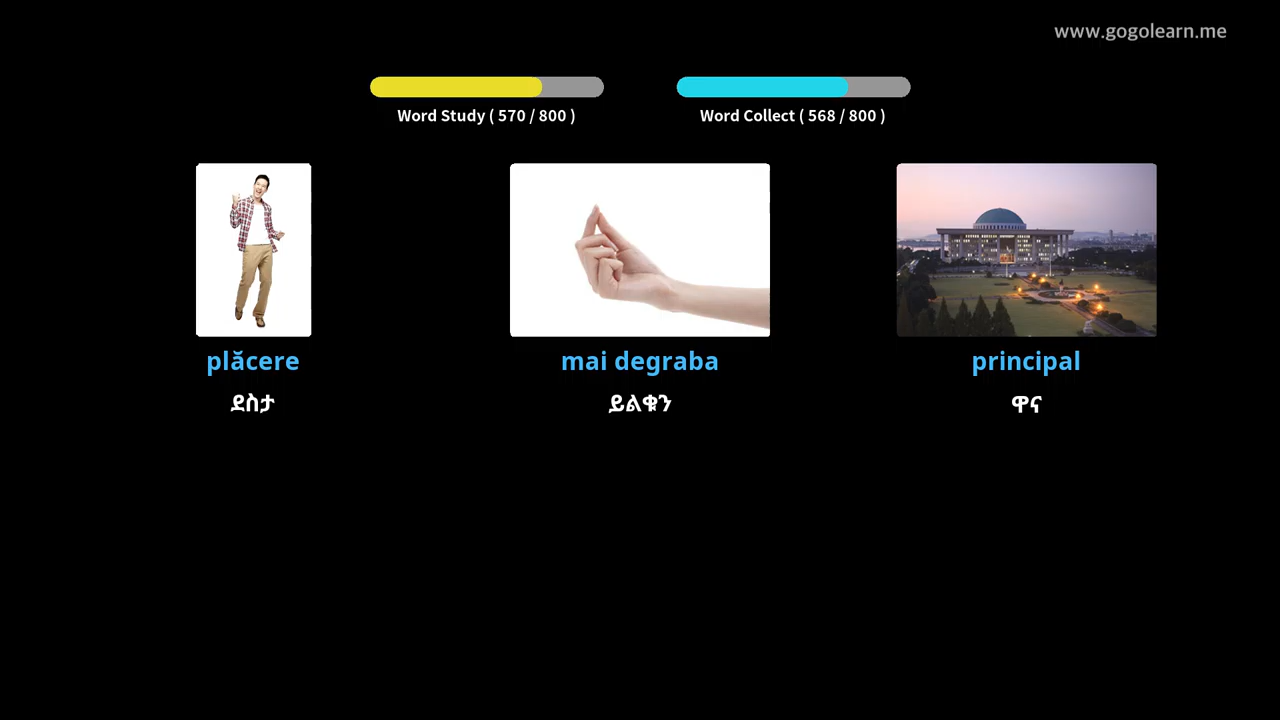 www.gogolearn.me
Word Study ( 570 / 800 )
Word Collect ( 568 / 800 )
plăcere
mai degraba
principal
ደስታ
ይልቁን
ዋና